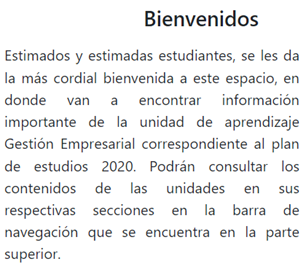 Bienvenidos
Estimados y estimadas estudiantes, se les da
la más cordial bienvenida a este espacio, en
donde van a encontrar información
importante de la unidad de aprendizaje
Gestión Empresarial correspondiente al plan
de estudios 2020. Podrán consultar los
contenidos de las unidades en sus
respectivas secciones en la barra de
navegación que se encuentra en la parte
superior.